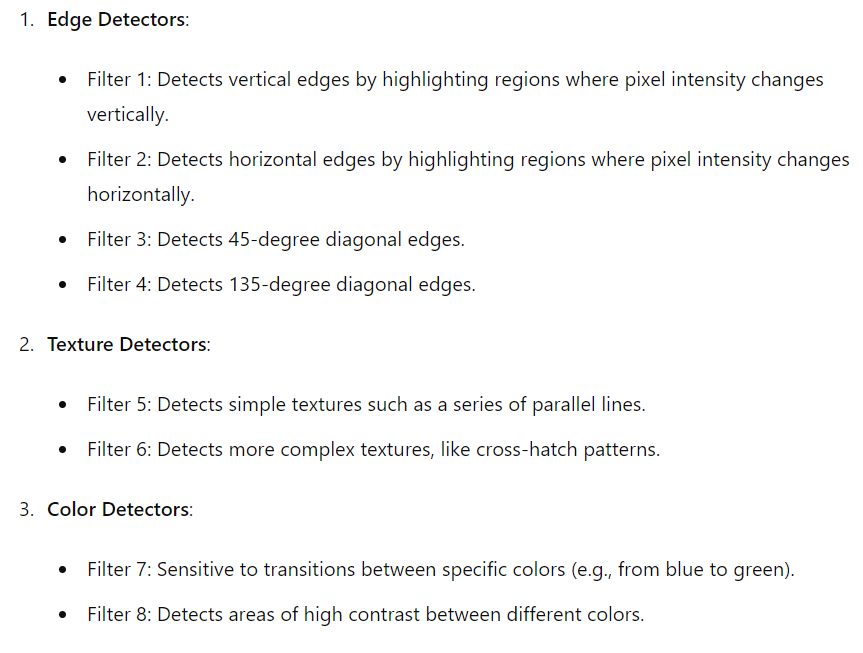 1. Edge Detectors:
• Filter 1: Detects vertical edges by highlighting regions where pixel intensity changes
vertically.
• Filter 2: Detects horizontal edges by highlighting regions where pixel intensity changes
horizontally.
• Filter 3: Detects 45-degree diagonal edges.
• Filter 4: Detects 135-degree diagonal edges.
2. Texture Detectors:
• Filter 5: Detects simple textures such as a series of parallel lines.
• Filter 6: Detects more complex textures, like cross-hatch patterns.
3. Color Detectors:
• Filter 7: Sensitive to transitions between specific colors (e.g., from blue to green).
• Filter 8: Detects areas of high contrast between different colors.